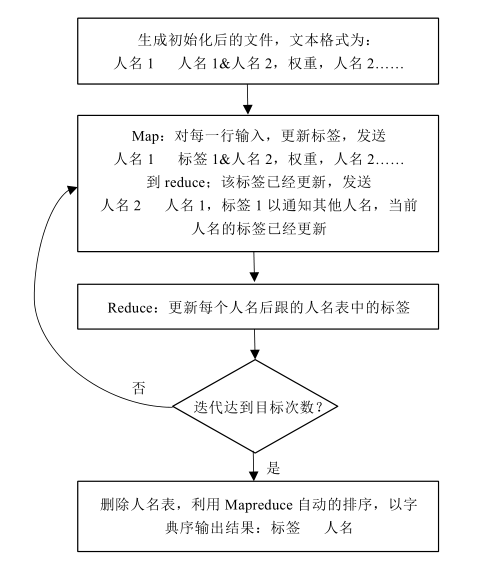 生成初始化后的文件，文本格式为：
人名 1 人名 1&人名 2，权重，人名 2……
Map：对每一行输入，更新标签，发送
人名 1 标签 1&人名 2，权重，人名 2……
到 reduce；该标签已经更新，发送
人名 2 人名 1，标签 1 以通知其他人名，当前
人名的标签已经更新
Reduce：更新每个人名后跟的人名表中的标签
否
迭代达到目标次数？
是
删除人名表，利用 Mapreduce 自动的排序，以字
典序输出结果：标签 人名